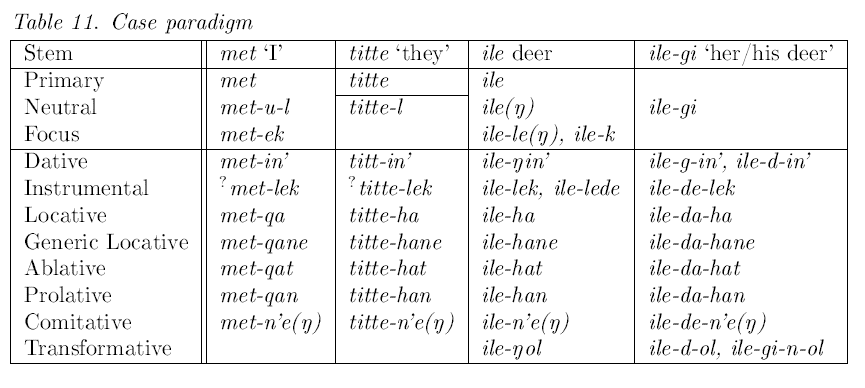 Table 11. Case paradigm
Stem met ‘I’ titte ‘they’ ile deer ile-gi ‘her/his deer’
Primary met titte ile
Neutral met-u-l titte-l ile(ŋ) ile-gi
Focus met-ek ile-le(ŋ), ile-k
Dative met-in’ titt-in’ ile-ŋin’ ile-g-in’, ile-d-in’
Instrumental ?met-lek ?titte-lek ile-lek, ile-lede ile-de-lek
Locative met-qa titte-ha ile-ha ile-da-ha
Generic Locative met-qane titte-hane ile-hane ile-da-hane
Ablative met-qat titte-hat ile-hat ile-da-hat
Prolative met-qan titte-han ile-han ile-da-han
Comitative met-n’e(ŋ) titte-n’e(ŋ) ile-n’e(ŋ) ile-de-n’e(ŋ)
Transformative ile-ŋol ile-d-ol, ile-gi-n-ol